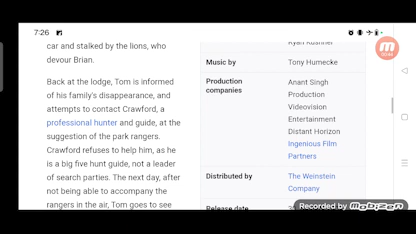 7:26
car and stalked by the lions, who
devour Brian.
Back at the lodge, Tom is informed
of his family's disappearance, and
attempts to contact Crawford, a
professional hunter and guide, at the
suggestion of the park rangers.
Crawford refuses to help him, as he
is a big five hunt guide, not a leader
of search parties. The next day, after
not being able to accompany the
rangers in the air, Tom goes to see
Ryan Kushner
Music by
Tony Humecke
Production
companies
Anant Singh
Production
Videovision
Entertainment
Distant Horizon
Ingenious Film
Partners
Distributed by
The Weinstein
Company
Release date
Recorded by
Mobizen